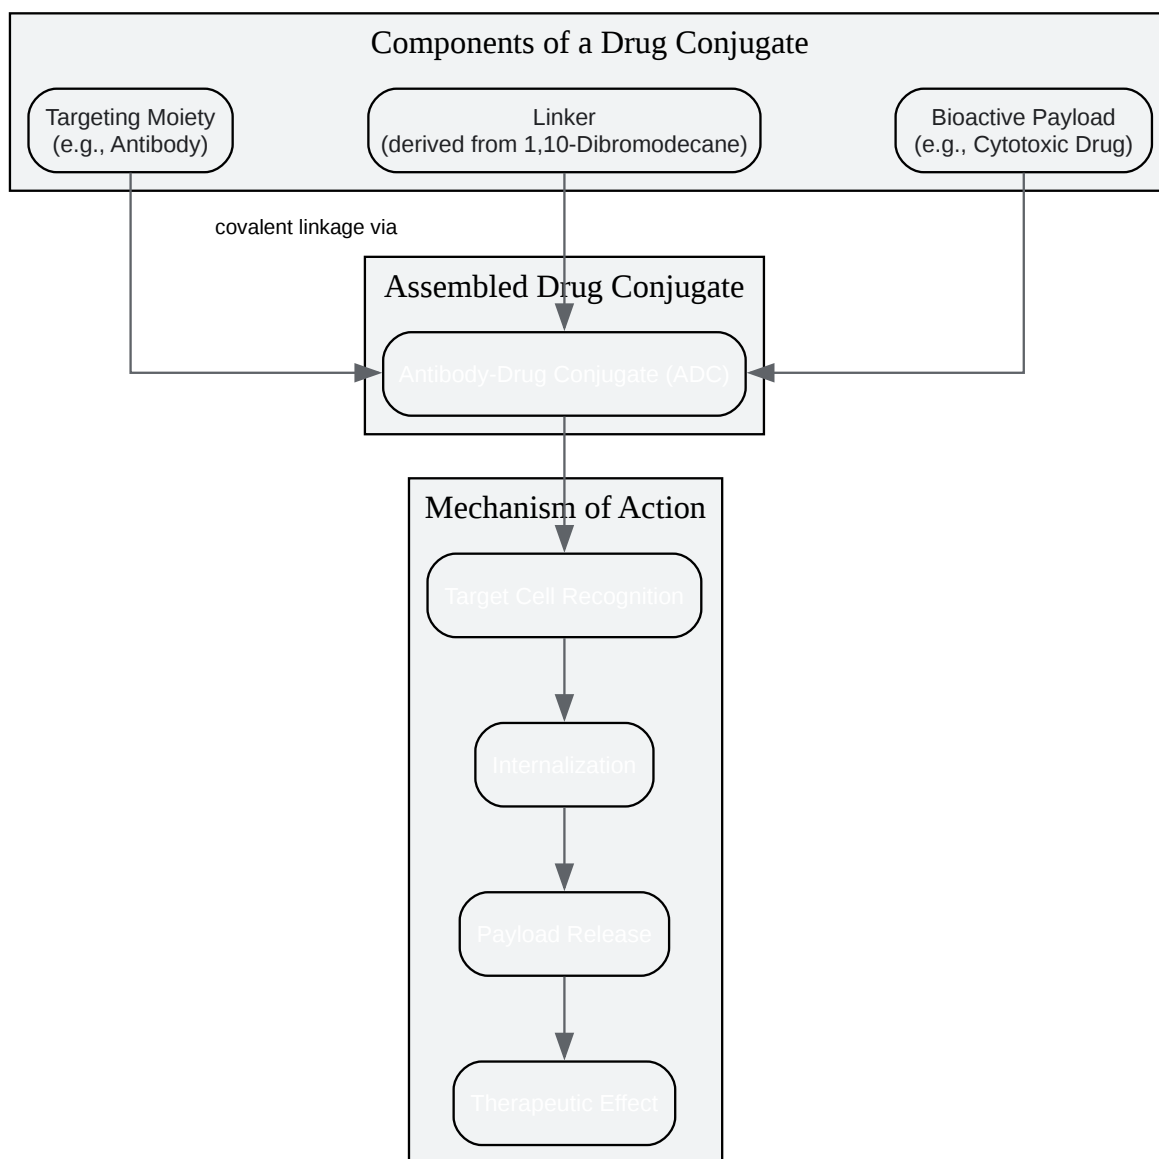 Components of a Drug Conjugate
Targeting Moiety
(e.g., Antibody)
Linker
(derived from 1,10-Dibromodecane)
Bioactive Payload
(e.g., Cytotoxic Drug)
covalent linkage via
Assembled Drug Conjugate
Antibody-Drug Conjugate (ADC)
Mechanism of Action
Target Cell Recognition
Internalization
Payload Release
Therapeutic Effect